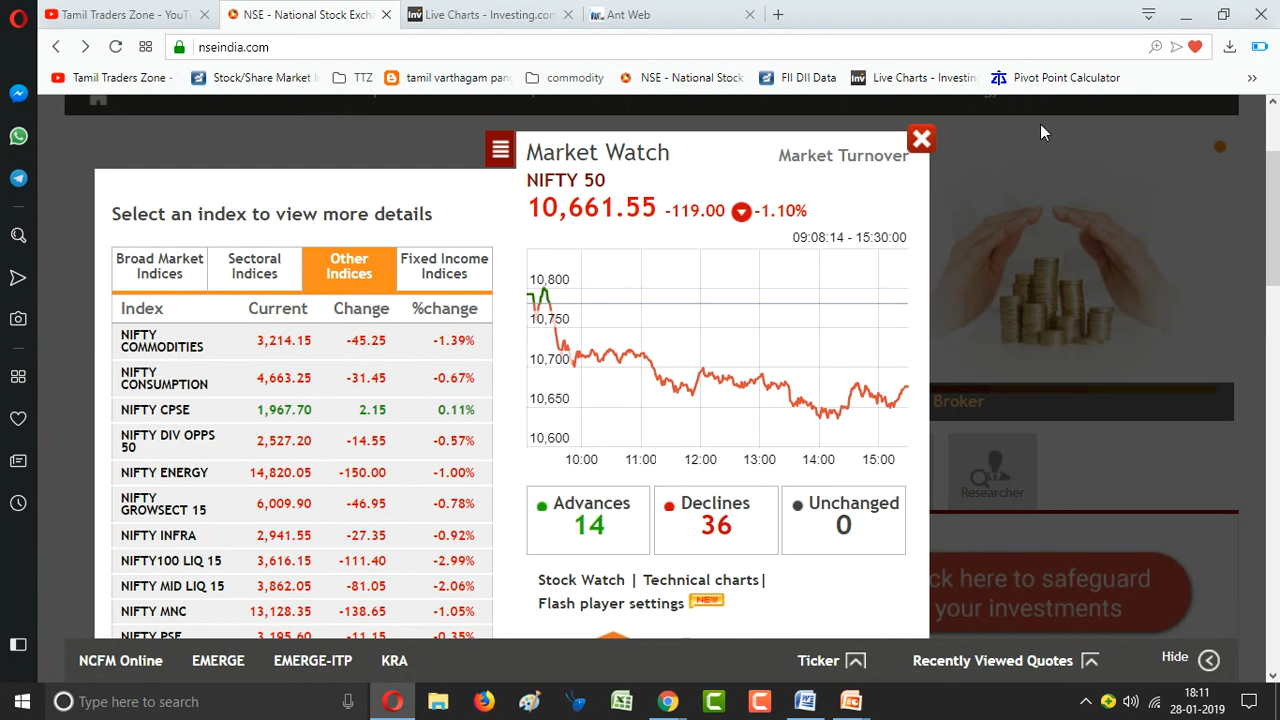 Tamil Traders Zone - YouTu
NSE - National Stock Exch
Live Charts - Investing.com
Ant Web
nseindia.com
Tamil Traders Zone -
Stock/Share Market
TTZ
tamil varthagam pan
commodity
NSE - National Stock
FII DII Data
Live Charts - Investin
Pivot Point Calculator
Market Watch
Market Turnover
NIFTY 50
10,661.55 -119.00 -1.10%
09:08:14 - 15:30:00
Select an index to view more details
Broad Market Indices
Sectoral Indices
Other Indices
Fixed Income Indices
Index Current Change %change
NIFTY COMMODITIES 3,214.15 -45.25 -1.39%
NIFTY CONSUMPTION 4,663.25 -31.45 -0.67%
NIFTY CPSE 1,967.70 2.15 0.11%
NIFTY DIV OPPS 50 2,527.20 -14.55 -0.57%
NIFTY ENERGY 14,820.05 -150.00 -1.00%
NIFTY GROWSECT 15 6,009.90 -46.95 -0.78%
NIFTY INFRA 2,941.55 -27.35 -0.92%
NIFTY100 LIQ 15 3,616.15 -111.40 -2.99%
NIFTY MID LIQ 15 3,862.05 -81.05 -2.06%
NIFTY MNC 13,128.35 -138.65 -1.05%
NIFTY PSE 3,195.60 -11.15 -0.35%
10,800
10,750
10,700
10,650
10,600
10:00 11:00 12:00 13:00 14:00 15:00
Advances 14
Declines 36
Unchanged 0
Stock Watch | Technical charts|
Flash player settings NEW
Broker
Researcher
ck here to safeguard
your investments
NCFM Online EMERGE EMERGE-ITP KRA
Ticker
Recently Viewed Quotes
Hide
Type here to search
18:11
28-01-2019